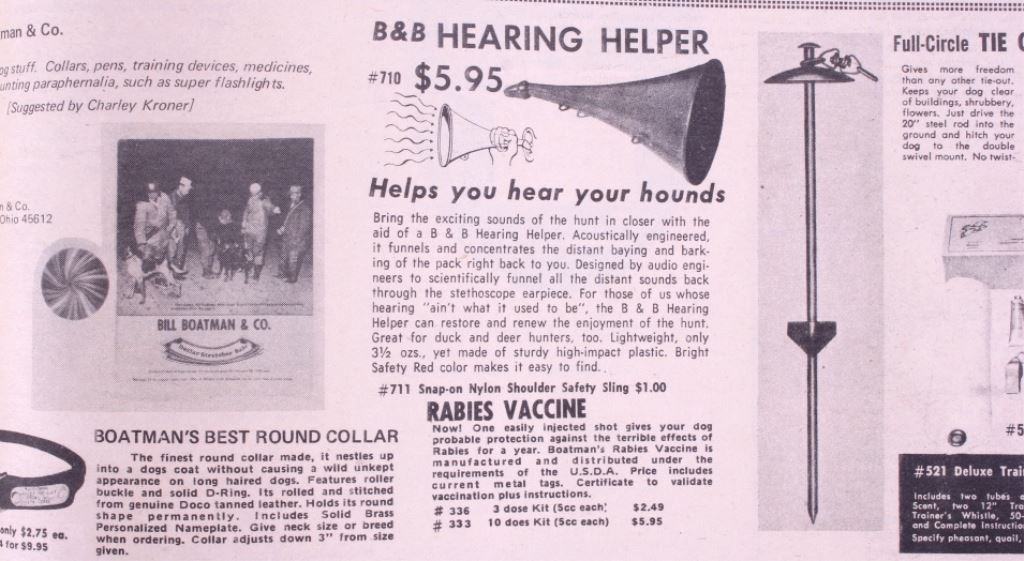 man & Co.
og stuff. Collars, pens, training devices, medicines,
unting paraphernalia, such as super flashlights.
[Suggested by Charley Kroner]
n & Co.
Ohio 45612
BILL BOATMAN & CO.
BOATMAN'S BEST ROUND COLLAR
The finest round collar made, it nestles up
into a dogs coat without causing a wild unkept
appearance on long haired dogs. Features roller
buckle and solid D-Ring. Its rolled and stitched
from genuine Doco tanned leather. Holds its round
shape permanently. Includes Solid Brass
Personalized Nameplate. Give neck size or breed
when ordering. Collar adjusts down 3" from size
given.
only $2.75 ea.
4 for $9.95
B&B HEARING HELPER
#710 $5.95
Helps you hear your hounds
Bring the exciting sounds of the hunt in closer with the
aid of a B & B Hearing Helper. Acoustically engineered,
it funnels and concentrates the distant baying and bark-
ing of the pack right back to you. Designed by audio engi-
neers to scientifically funnel all the distant sounds back
through the stethoscope earpiece. For those of us whose
hearing "ain't what it used to be", the B & B Hearing
Helper can restore and renew the enjoyment of the hunt.
Great for duck and deer hunters, too. Lightweight, only
3½ ozs., yet made of sturdy high-impact plastic. Bright
Safety Red color makes it easy to find.
#711 Snap-on Nylon Shoulder Safety Sling $1.00
RABIES VACCINE
Now! One easily injected shot gives your dog
probable protection against the terrible effects of
Rabies for a year. Boatman's Rabies Vaccine is
manufactured and distributed under the
requirements of the U.S.D.A. Price includes
current metal tags. Certificate to validate
vaccination plus instructions.
# 336 3 dose Kit (5cc each) $2.49
# 333 10 does Kit (5cc each) $5.95
Full-Circle TIE
Gives more freedom
than any other tie-out.
Keeps your dog clear
of buildings, shrubbery,
flowers. Just drive the
20" steel rod into the
ground and hitch your
dog to the double
swivel mount. No twist-
#5
#521 Deluxe Trai
Includes two tubes
Scent, two 12" Tra
Trainer's Whistle, 50-
and Complete Instructio
Specify pheasant, quail,